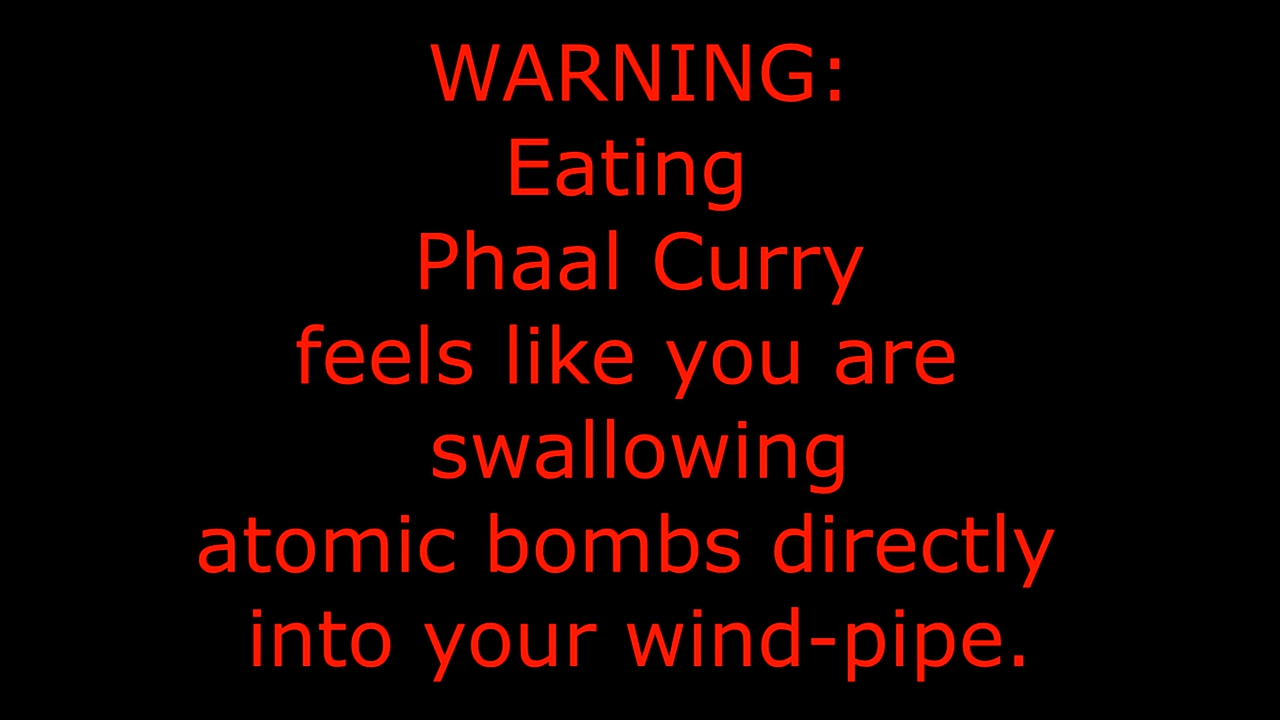 WARNING:
Eating
Phaal Curry
feels like you are
swallowing
atomic bombs directly
into your wind-pipe.